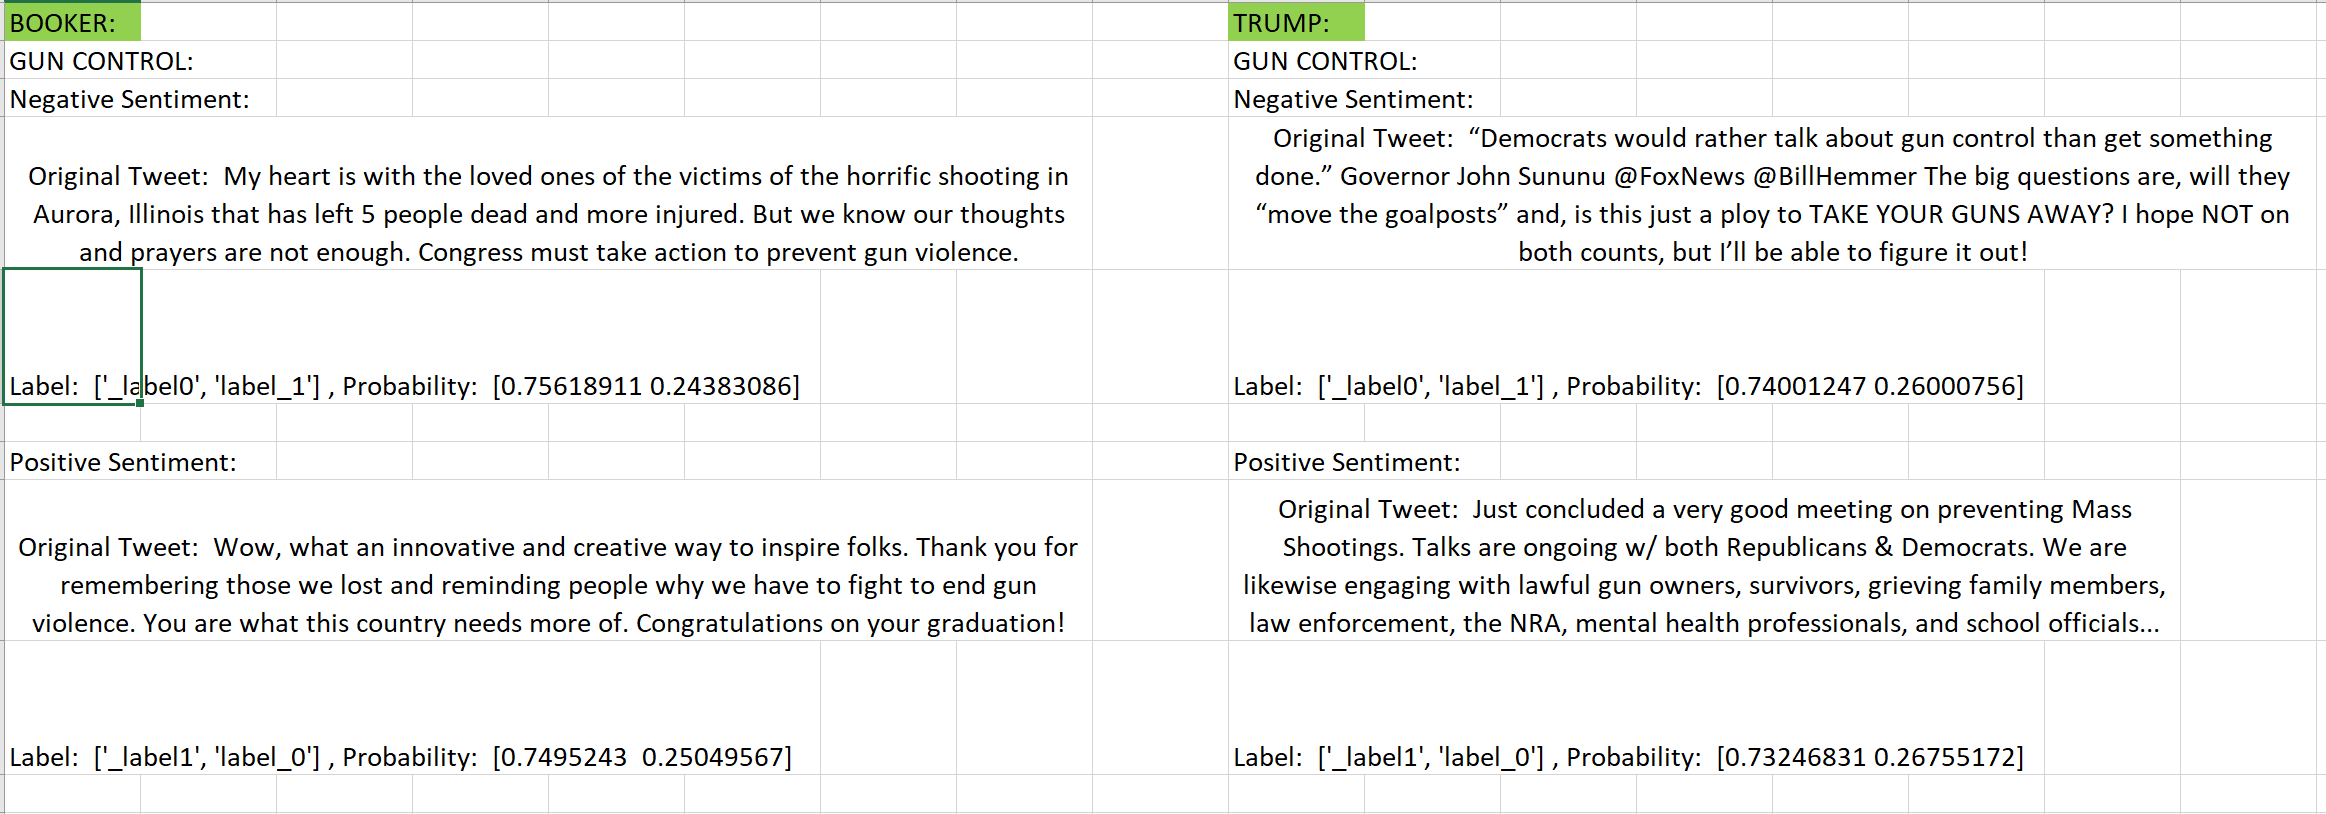 BOOKER:
GUN CONTROL:
Negative Sentiment:
Original Tweet:  My heart is with the loved ones of the victims of the horrific shooting in
Aurora, Illinois that has left 5 people dead and more injured. But we know our thoughts
and prayers are not enough. Congress must take action to prevent gun violence.
Label:  ['_label0', 'label_1'] , Probability:  [0.75618911 0.24383086]
Positive Sentiment:
Original Tweet:  Wow, what an innovative and creative way to inspire folks. Thank you for
remembering those we lost and reminding people why we have to fight to end gun
violence. You are what this country needs more of. Congratulations on your graduation!
Label:  ['_label1', 'label_0'] , Probability:  [0.7495243  0.25049567]
TRUMP:
GUN CONTROL:
Negative Sentiment:
Original Tweet:  “Democrats would rather talk about gun control than get something
done.” Governor John Sununu @FoxNews @BillHemmer The big questions are, will they
“move the goalposts” and, is this just a ploy to TAKE YOUR GUNS AWAY? I hope NOT on
both counts, but I’ll be able to figure it out!
Label:  ['_label0', 'label_1'] , Probability:  [0.74001247 0.26000756]
Positive Sentiment:
Original Tweet:  Just concluded a very good meeting on preventing Mass
Shootings. Talks are ongoing w/ both Republicans & Democrats. We are
likewise engaging with lawful gun owners, survivors, grieving family members,
law enforcement, the NRA, mental health professionals, and school officials...
Label:  ['_label1', 'label_0'] , Probability:  [0.73246831 0.26755172]